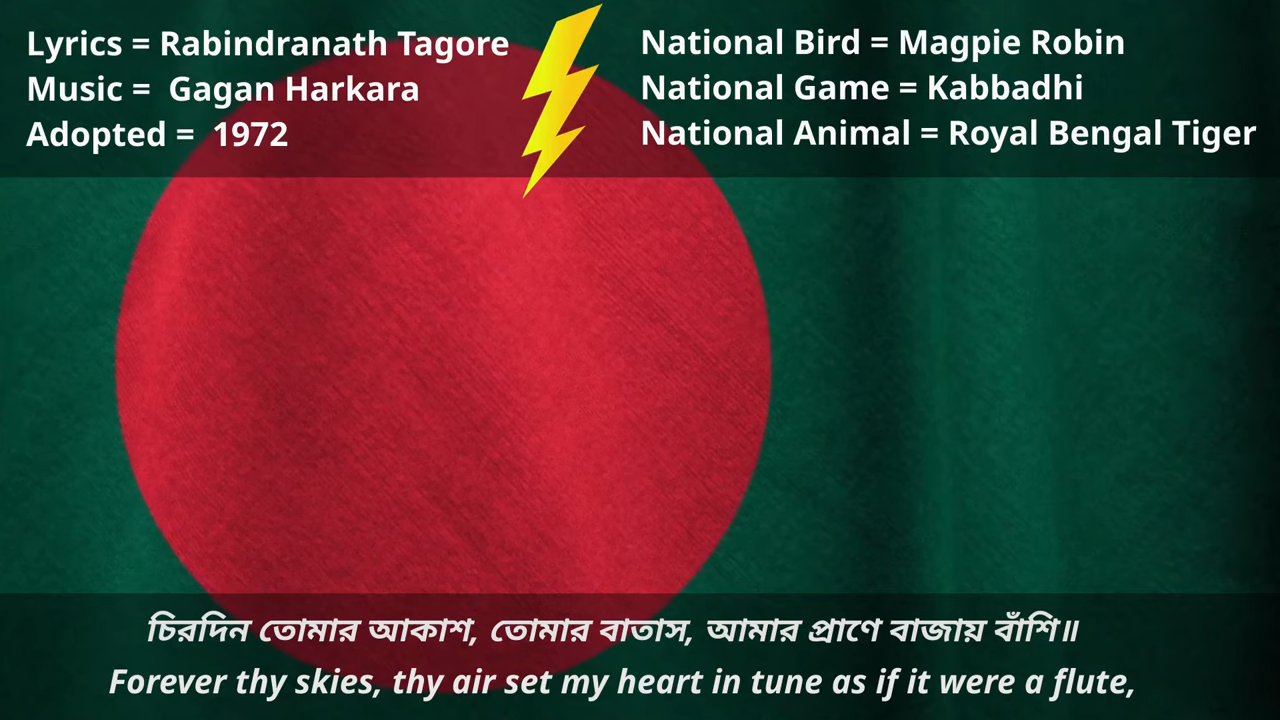 Lyrics = Rabindranath Tagore
Music = Gagan Harkara
Adopted = 1972
National Bird = Magpie Robin
National Game = Kabbadhi
National Animal = Royal Bengal Tiger
চিরদিন তোমার আকাশ, তোমার বাতাস, আমার প্রাণে বাজায় বাঁশি॥
Forever thy skies, thy air set my heart in tune as if it were a flute,